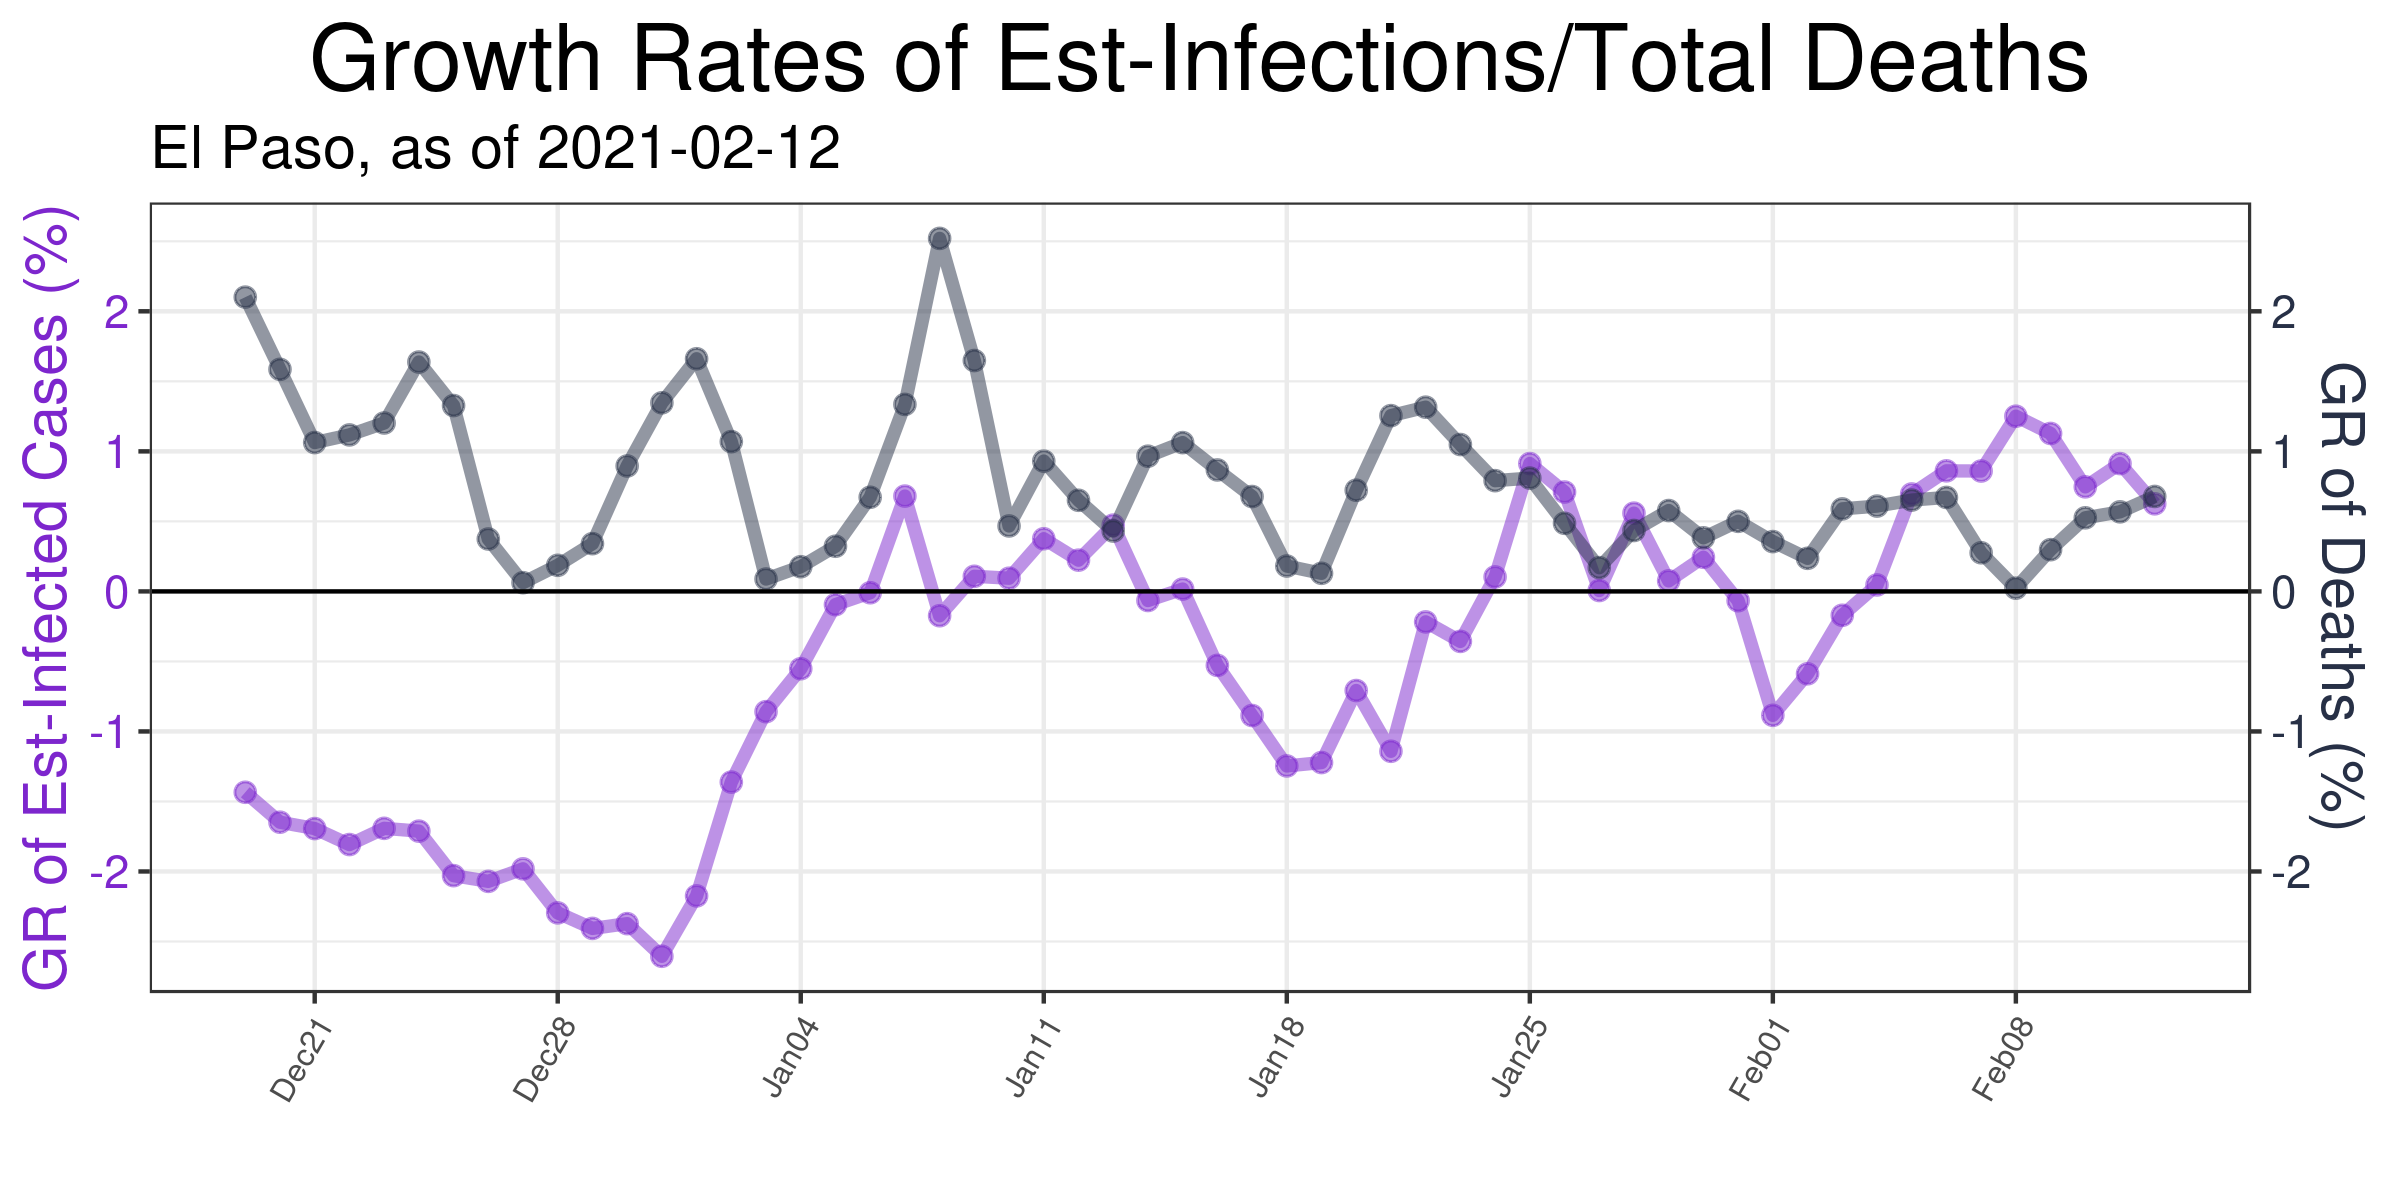 Growth Rates of Est-Infections/Total Deaths
El Paso, as of 2021-02-12
GR of Est-Infected Cases (%)
2
1
0
-1
-2
2
1
0
-1
-2
GR of Deaths (%)
Dec21
Dec28
Jan04
Jan11
Jan18
Jan25
Feb01
Feb08